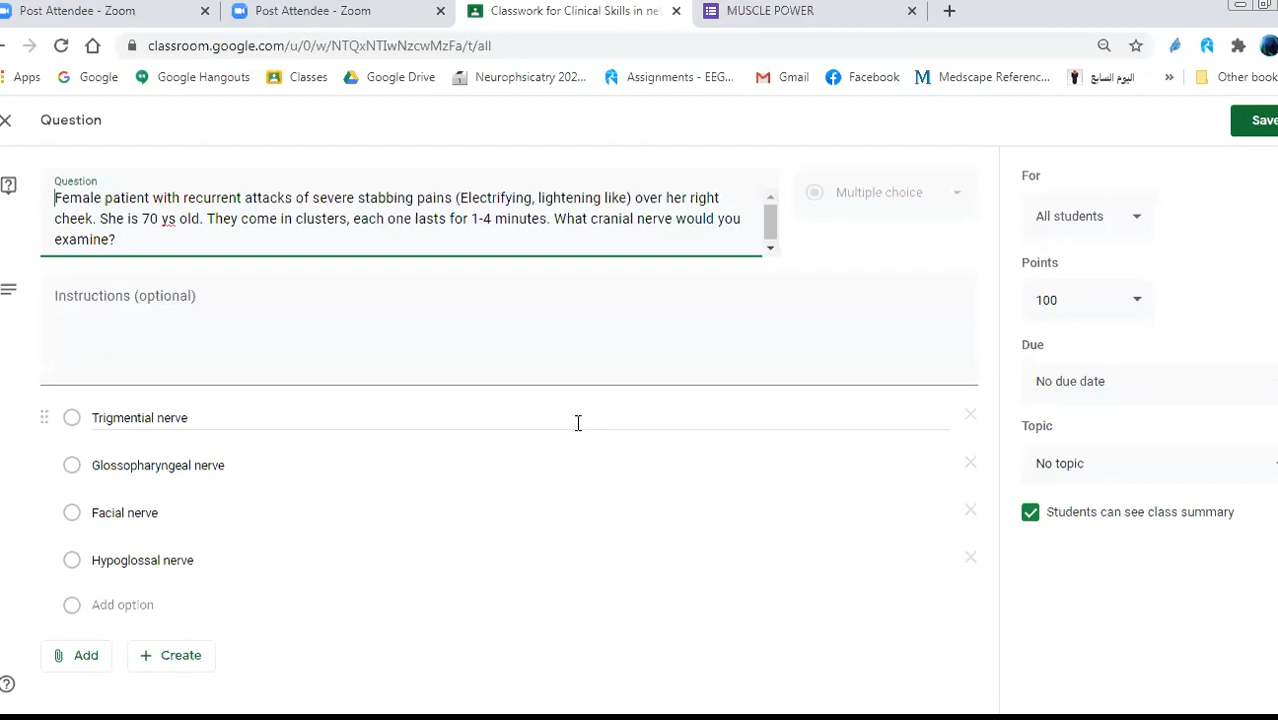 Post Attendee - Zoom
Post Attendee - Zoom
Classwork for Clinical Skills in ne
MUSCLE POWER
classroom.google.com/u/0/w/NTQxNTIwNzcwMzFa/t/all
Apps
Google
Google Hangouts
Classes
Google Drive
Neurophsicatry 202...
Assignments - EEG...
Gmail
Facebook
Medscape Referenc...
اليوم السابع
Other book
Question
Save
Question
Female patient with recurrent attacks of severe stabbing pains (Electrifying, lightening like) over her right
cheek. She is 70 ys old. They come in clusters, each one lasts for 1-4 minutes. What cranial nerve would you
examine?
Multiple choice
Instructions (optional)
Trigmential nerve
Glossopharyngeal nerve
Facial nerve
Hypoglossal nerve
Add option
Add
Create
For
All students
Points
100
Due
No due date
Topic
No topic
Students can see class summary